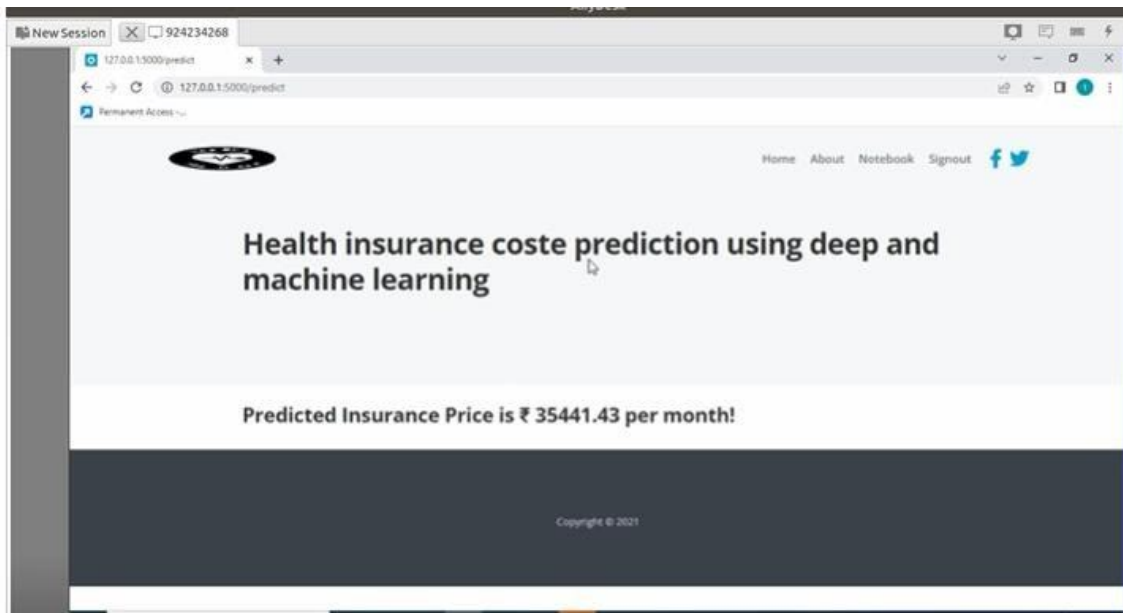 AnyDesk
New Session
924234268
127.0.0.1:5000/predict
127.0.0.1:5000/predict
Permanent Access -...
Home About Notebook Signout
Health insurance coste prediction using deep and
machine learning
Predicted Insurance Price is ₹ 35441.43 per month!
Copyright © 2021